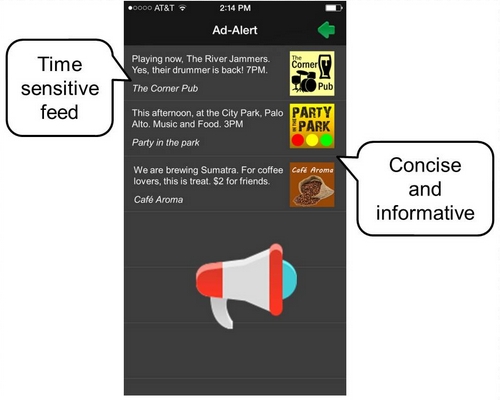 ●○○○○ AT&T 2:14 PM
Ad-Alert
Time
sensitive
feed
Playing now, The River Jammers.
Yes, their drummer is back! 7PM.
The Corner Pub
The
Corner
Pub
This afternoon, at the City Park, Palo
Alto. Music and Food. 3PM
Party in the park
PARTY
IN THE
PARK
We are brewing Sumatra. For coffee
lovers, this is treat. $2 for friends.
Café Aroma
Café Aroma
Concise
and
informative